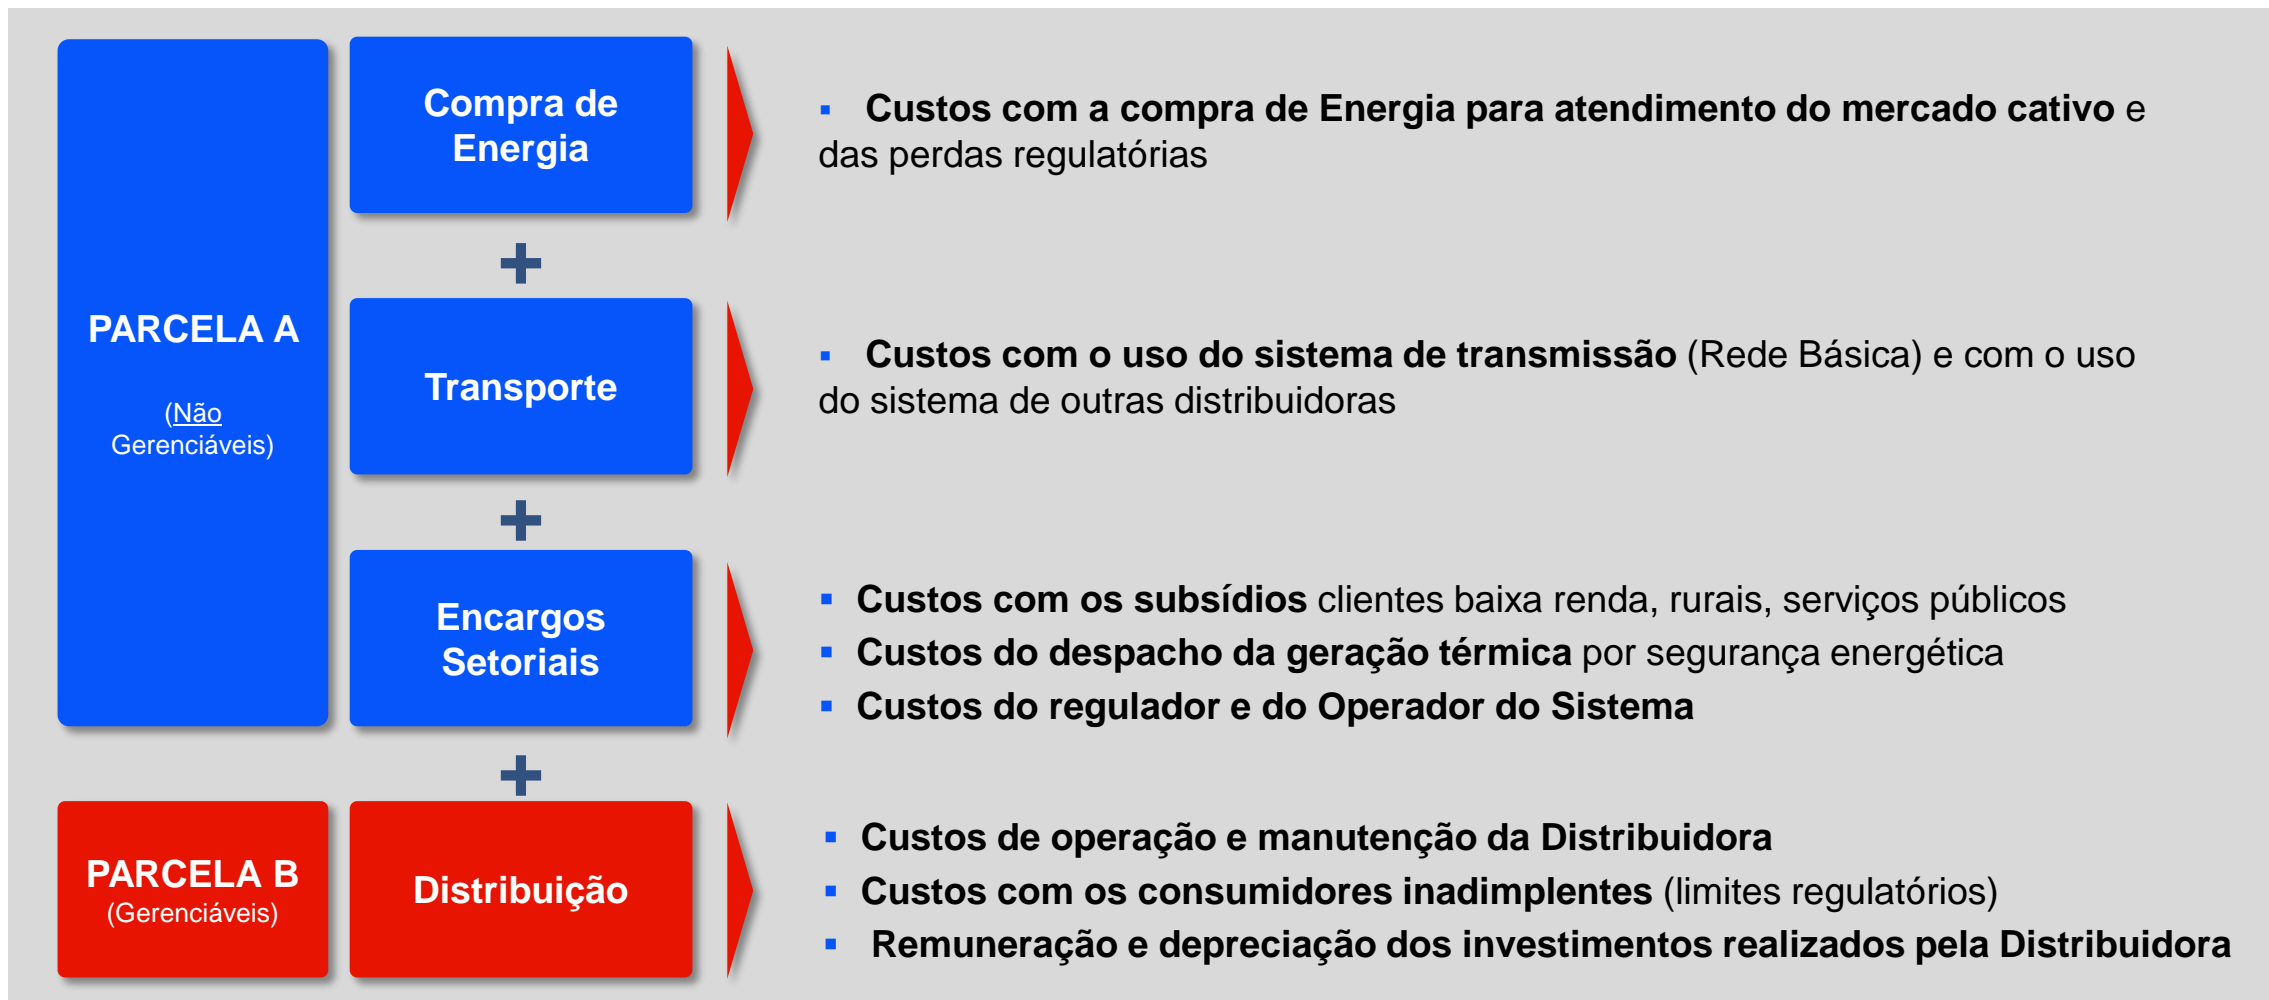 PARCELA A
(Não
Gerenciáveis)
Compra de
Energia
▪ Custos com a compra de Energia para atendimento do mercado cativo e
das perdas regulatórias
+
Transporte
▪ Custos com o uso do sistema de transmissão (Rede Básica) e com o uso
do sistema de outras distribuidoras
+
Encargos
Setoriais
▪ Custos com os subsídios clientes baixa renda, rurais, serviços públicos
▪ Custos do despacho da geração térmica por segurança energética
▪ Custos do regulador e do Operador do Sistema
+
PARCELA B
(Gerenciáveis)
Distribuição
▪ Custos de operação e manutenção da Distribuidora
▪ Custos com os consumidores inadimplentes (limites regulatórios)
▪ Remuneração e depreciação dos investimentos realizados pela Distribuidora